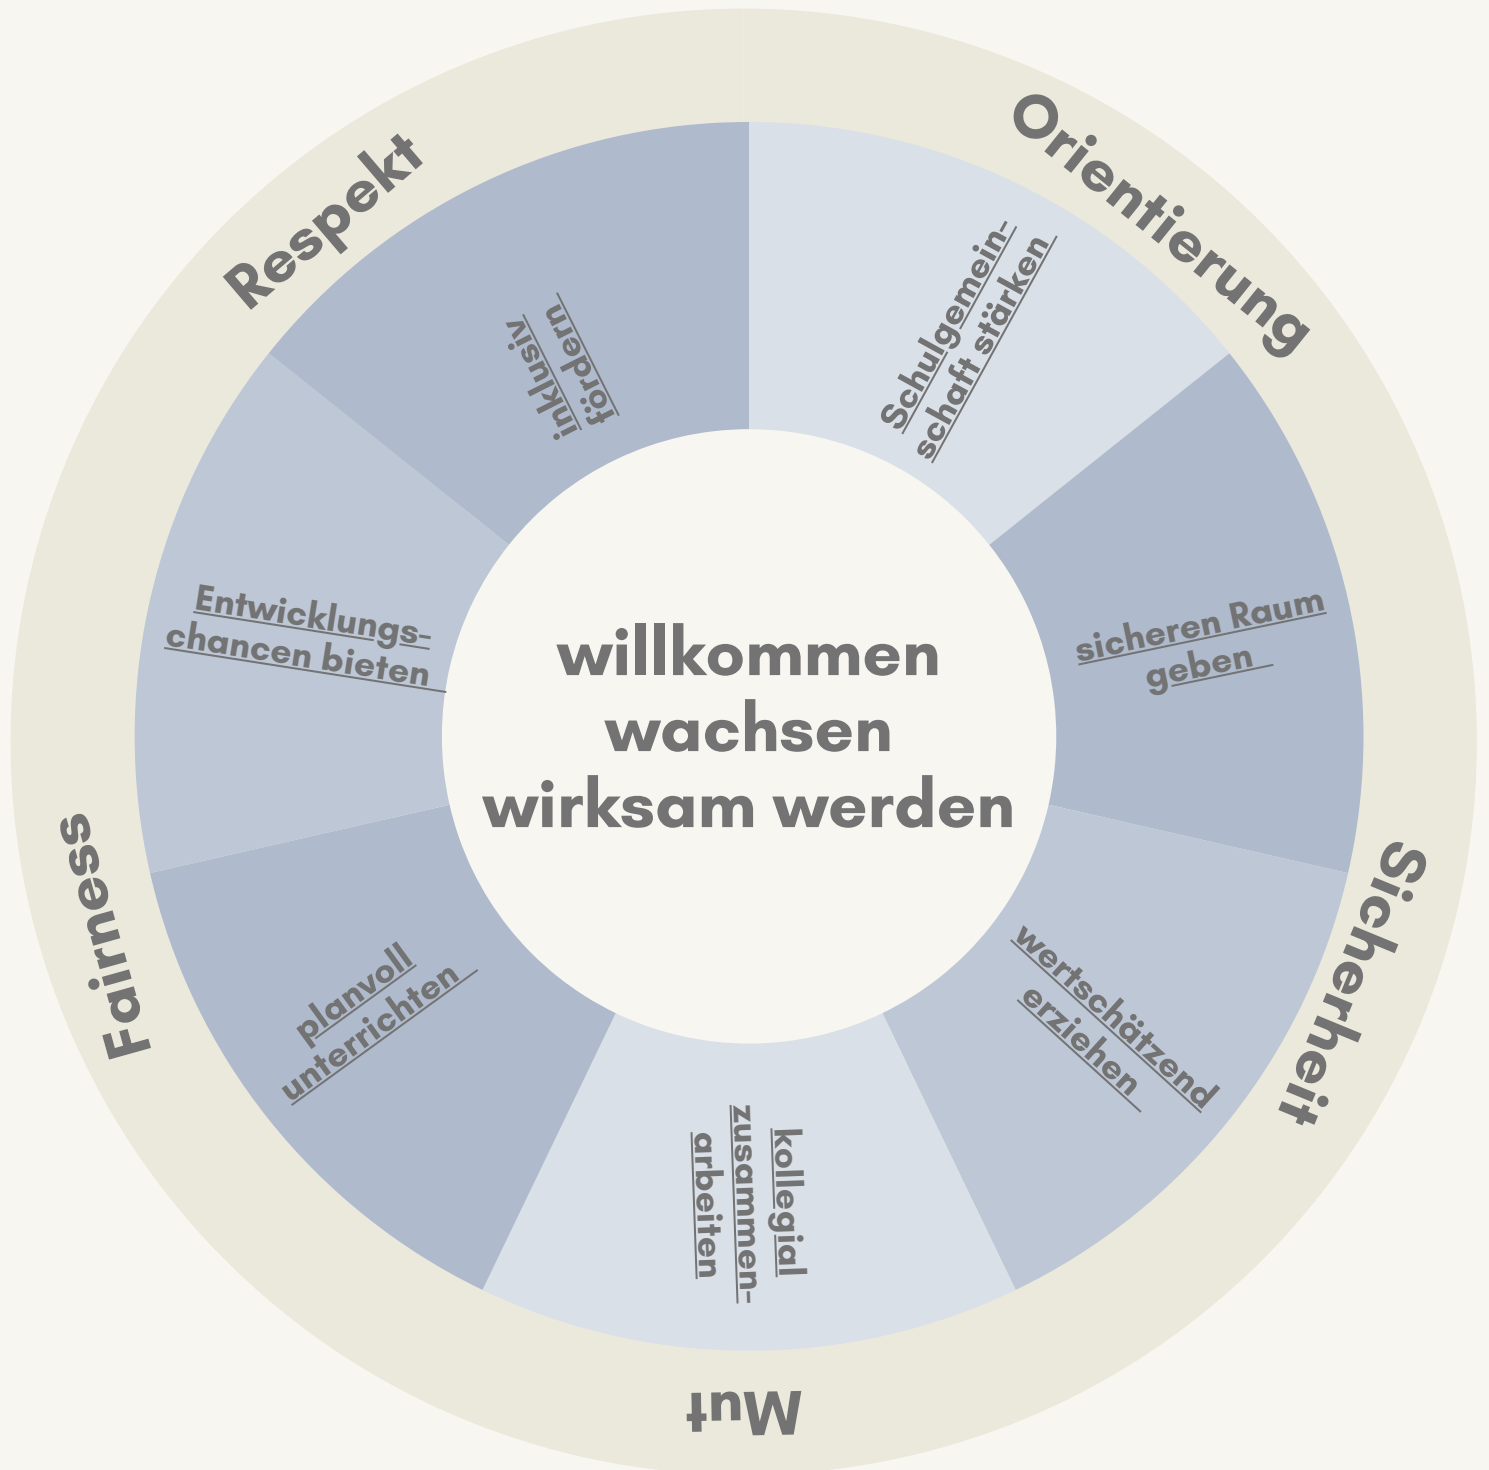 Orientierung
Sicherheit
Mut
Fairness
Respekt
Schulgemein-
schaft stärken
sicheren Raum
geben
wertschätzend
erziehen
kollegial
zusammen-
arbeiten
planvoll
unterrichten
Entwicklungs-
chancen bieten
inklusiv
fördern
willkommen
wachsen
wirksam werden